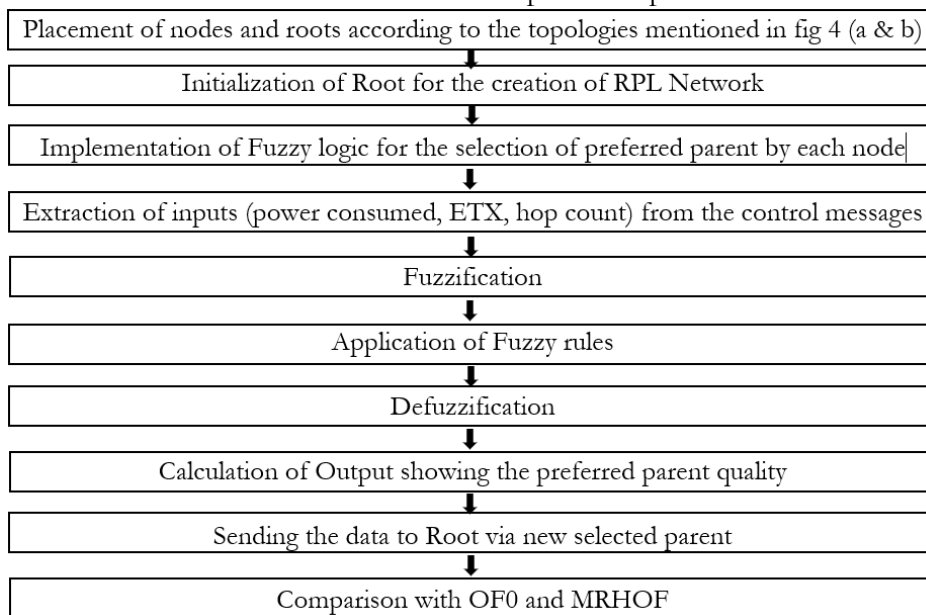 Placement of nodes and roots according to the topologies mentioned in fig 4 (a & b)
Initialization of Root for the creation of RPL Network
Implementation of Fuzzy logic for the selection of preferred parent by each node
Extraction of inputs (power consumed, ETX, hop count) from the control messages
Fuzzification
Application of Fuzzy rules
Defuzzification
Calculation of Output showing the preferred parent quality
Sending the data to Root via new selected parent
Comparison with OF0 and MRHOF